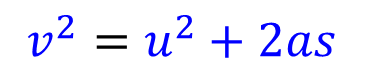 v² = u² + 2as